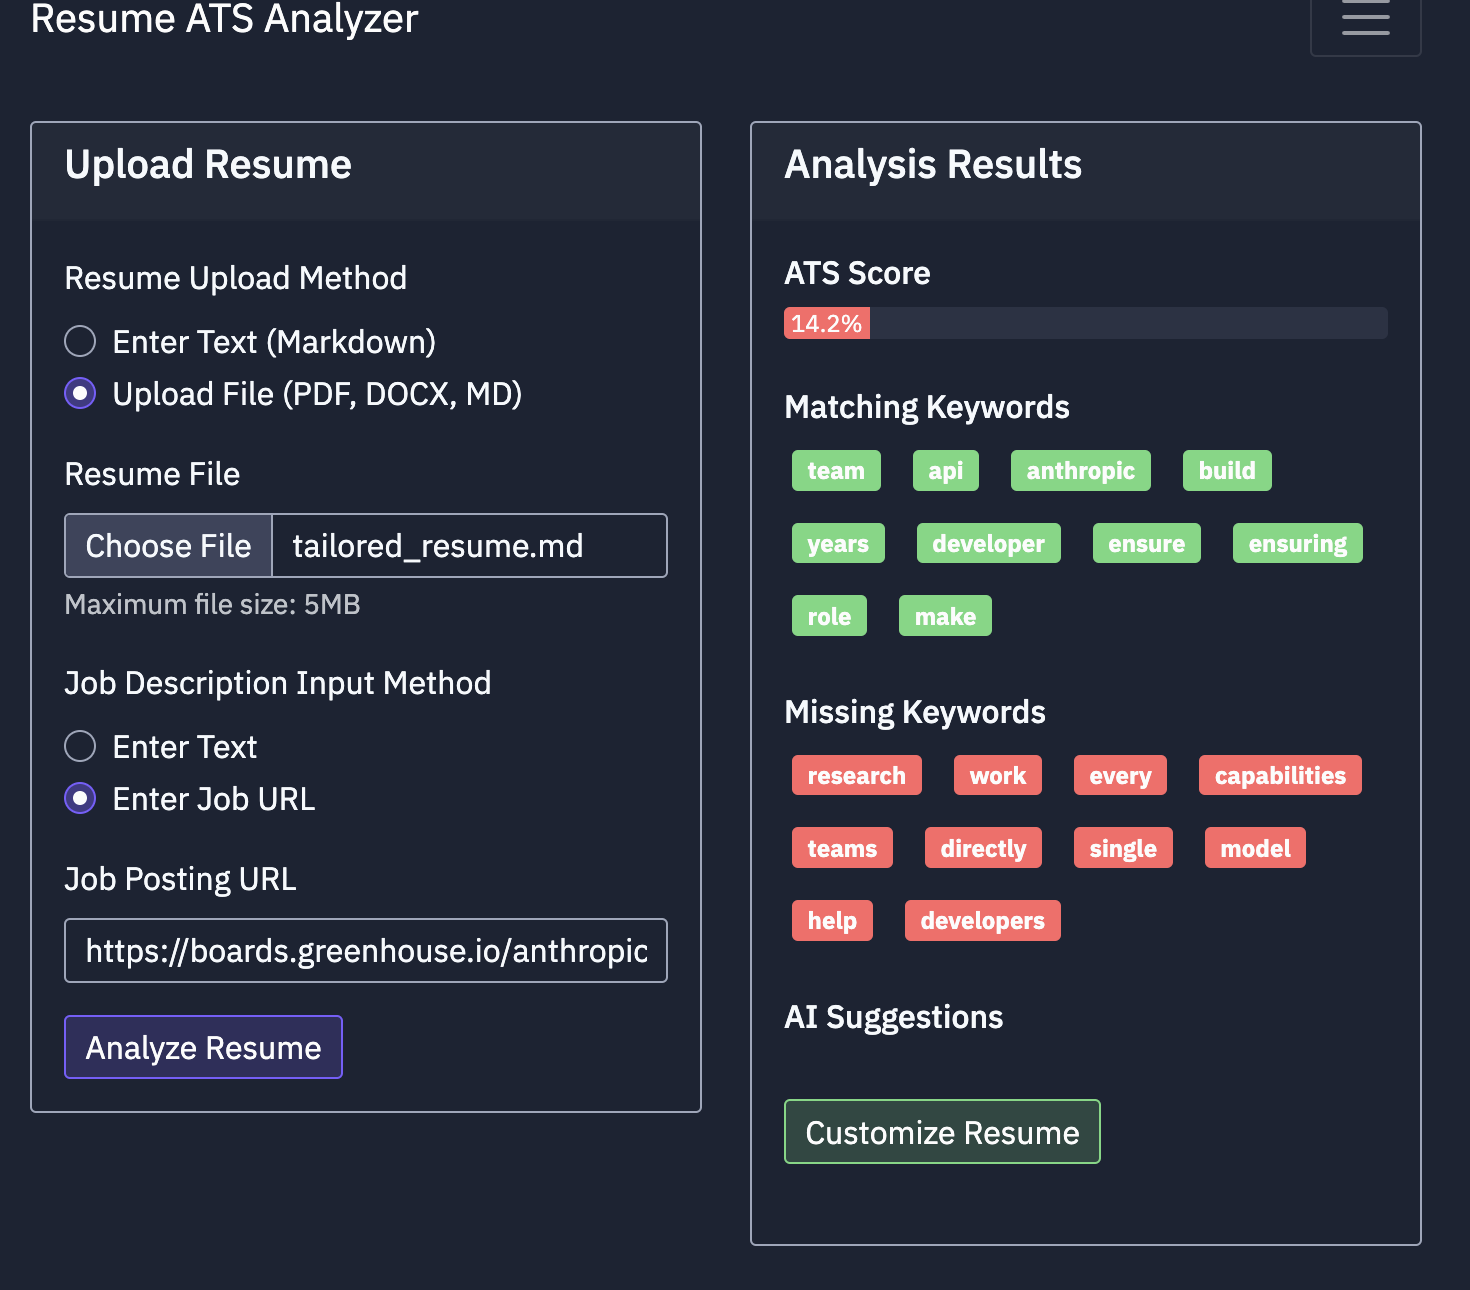 Resume ATS Analyzer
Upload Resume
Resume Upload Method
Enter Text (Markdown)
Upload File (PDF, DOCX, MD)
Resume File
Choose File tailored_resume.md
Maximum file size: 5MB
Job Description Input Method
Enter Text
Enter Job URL
Job Posting URL
https://boards.greenhouse.io/anthropic
Analyze Resume
Analysis Results
ATS Score
14.2%
Matching Keywords
team api anthropic build
years developer ensure ensuring
role make
Missing Keywords
research work every capabilities
teams directly single model
help developers
AI Suggestions
Customize Resume